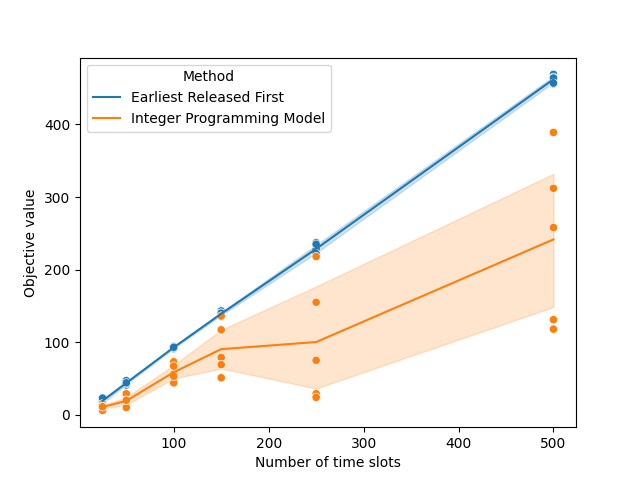 Method
Earliest Released First
Integer Programming Model
Objective value
400
300
200
100
0
100
200
300
400
500
Number of time slots